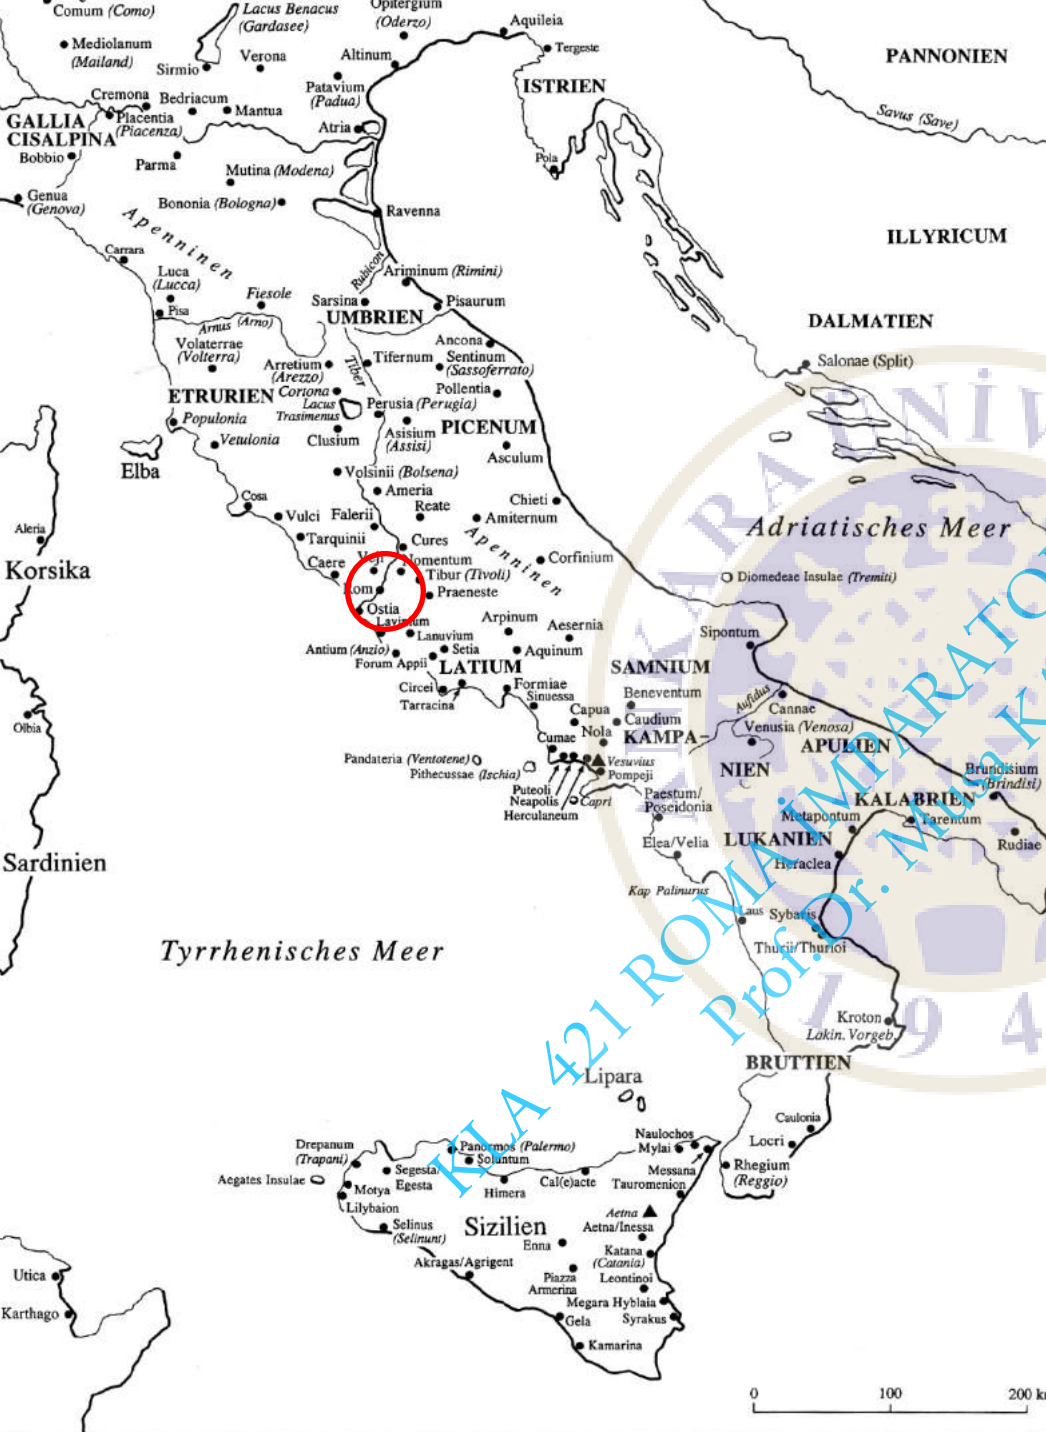 Comum (Como)
Lacus Benacus
(Gardasee)
Opitergium
(Oderzo)
Aquileia
Mediolanum
(Mailand)
Sirmio
Verona
Altinum
Tergeste
PANNONIEN
Patavium
(Padua)
ISTRIEN
Cremona
Bedriacum
Mantua
Placentia
(Piacenza)
GALLIA
CISALPINA
Atria
Savus (Save)
Bobbio
Parma
Mutina (Modena)
Pola
Genua
(Genova)
Bononia (Bologna)
Ravenna
Apenninen
ILLYRICUM
Carrara
Luca
(Lucca)
Rubicon
Ariminum (Rimini)
Fiesole
Sarsina
Pisaurum
Pisa
UMBRIEN
Arnus (Arno)
DALMATIEN
Volaterrae
(Volterra)
Ancona
Arretium
(Arezzo)
Tiber
Tifernum
Sentinum
(Sassoferrato)
Salonae (Split)
ETRURIEN
Cortona
Pollentia
Lacus
Trasimenus
Perusia (Perugia)
Populonia
Vetulonia
Clusium
Asisium
(Assisi)
PICENUM
Asculum
Elba
Volsinii (Bolsena)
Ameria
Cosa
Vulci
Falerii
Reate
Chieti
Aleria
Tarquinii
Amiternum
Adriatisches Meer
Cures
Apenninen
Korsika
Caere
Veji
Nomentum
Corfinium
Tibur (Tivoli)
Diomedeae Insulae (Tremiti)
Rom
Praeneste
Ostia
Lavinium
Arpinum
Aesernia
Lanuvium
Sipontum
Antium (Anzio)
Setia
Aquinum
Forum Appii
LATIUM
SAMNIUM
Circei
Formiae
Sinuessa
Beneventum
Aufidus
Tarracina
Cannae
Olbia
Capua
Caudium
Venusia (Venosa)
Cumae
Nola
KAMPA-
NIEN
APULIEN
Pandateria (Ventotene)
Vesuvius
Pithecussae (Ischia)
Pompeji
Brundisium
(Brindisi)
Puteoli
Neapolis
Capri
Herculaneum
Paestum/
Poseidonia
KALABRIEN
Metapontum
Tarentum
Elea/Velia
LUKANIEN
Rudiae
Sardinien
Heraclea
Kap Palinurus
Laus
Sybaris
Tyrrhenisches Meer
Thurii/Thurioi
Kroton
Lakin. Vorgeb.
BRUTTIEN
Lipara
Caulonia
Naulochos
Mylai
Locri
Drepanum
(Trapani)
Panormos (Palermo)
Soluntum
Messana
Rhegium
(Reggio)
Aegates Insulae
Segesta/
Egesta
Motya
Himera
Cal(e)acte
Tauromenion
Lilybaion
Aetna
Selinus
(Selinunt)
Sizilien
Aetna/Inessa
Enna
Katana
(Catania)
Akragas/Agrigent
Utica
Piazza
Armerina
Leontinoi
Karthago
Megara Hyblaia
Gela
Syrakus
Kamarina
0 100 200
KLA 421 ROMA İMPARATO
Prof.Dr. Musa K
ANKARA ÜNİV
194